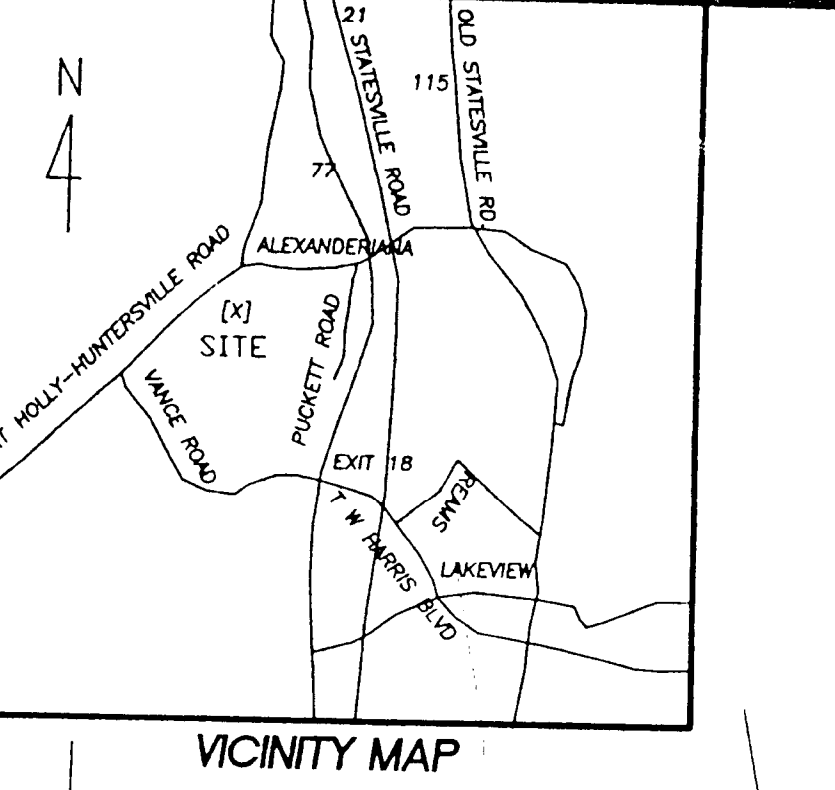 21
STATESVILLE ROAD
OLD STATESVILLE RD.
115
N
77
ALEXANDERIANA
HOLLY-HUNTERSVILLE ROAD
[X]
SITE
PUCKETT ROAD
VANCE ROAD
EXIT 18
REAMS
T W HARRIS BLVD
LAKEVIEW
VICINITY MAP